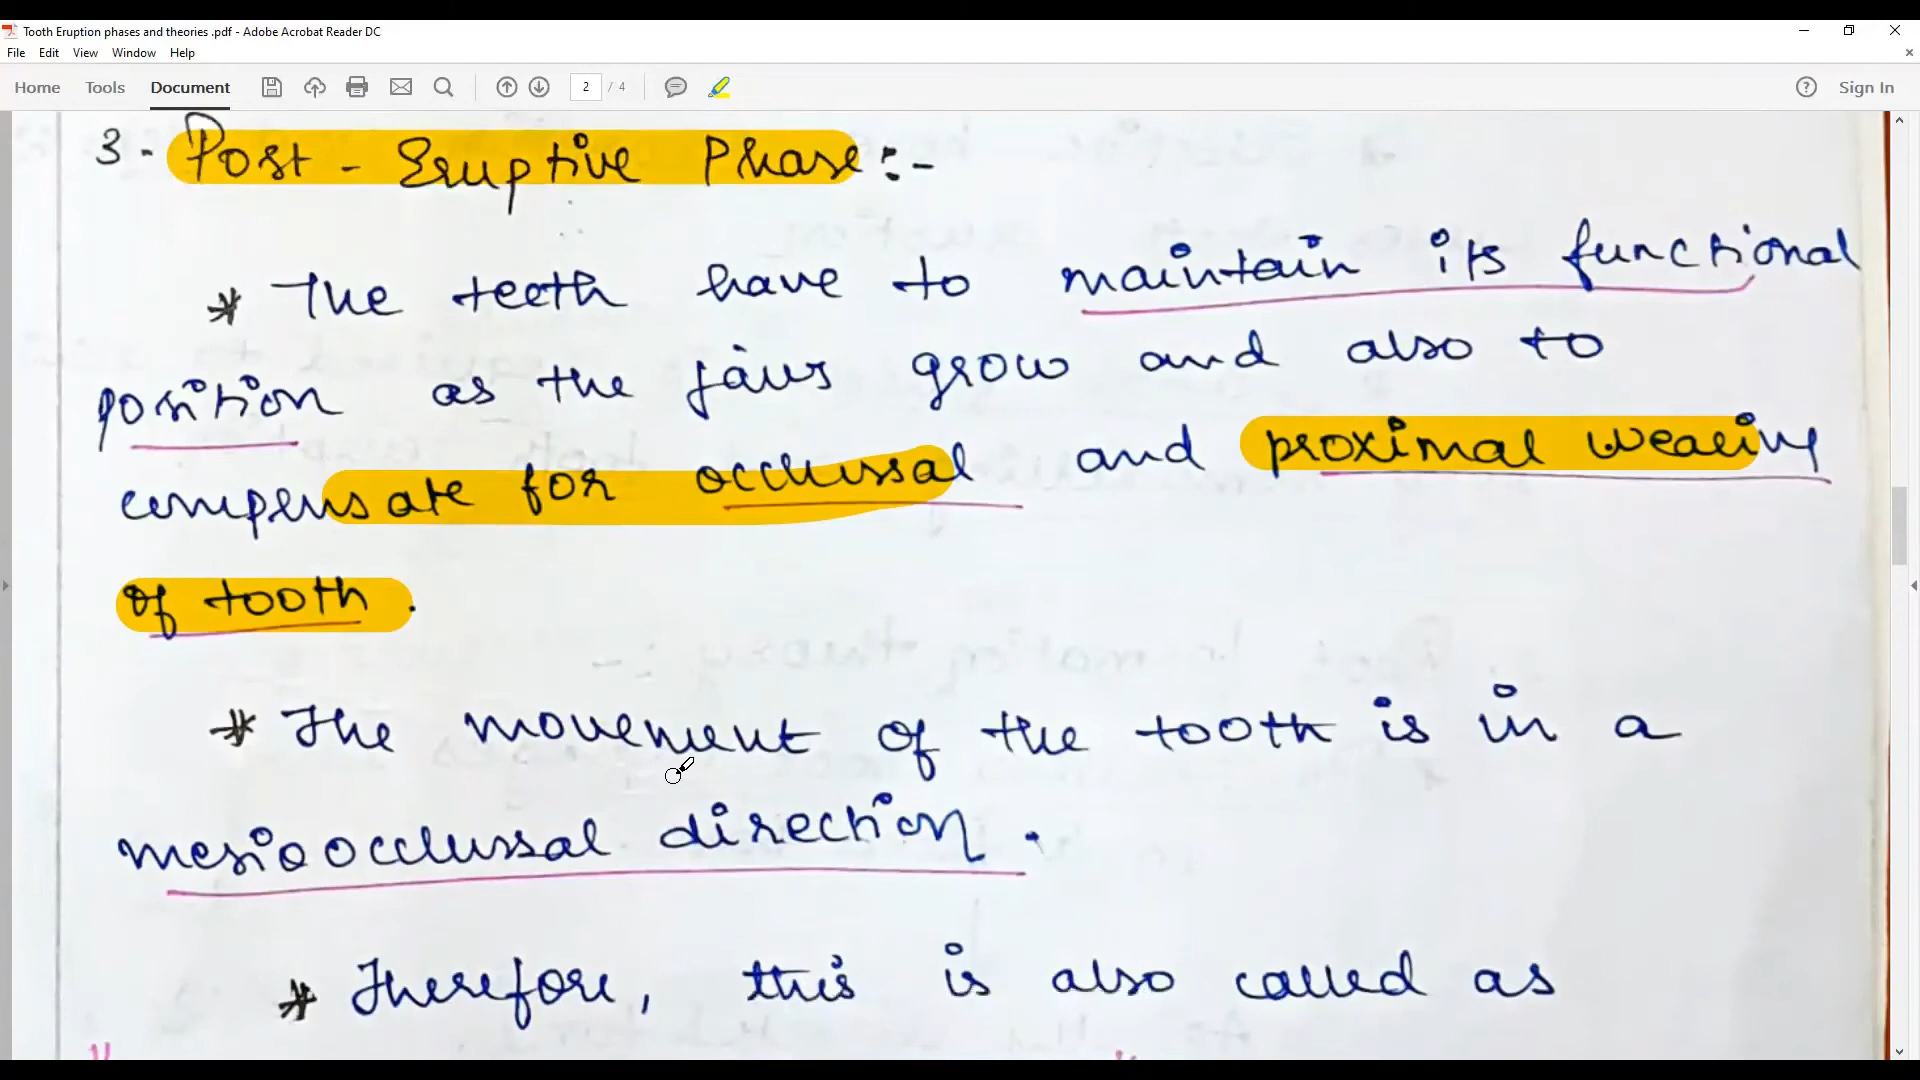 Tooth Eruption phases and theories .pdf - Adobe Acrobat Reader DC
File Edit View Window Help
Home Tools Document 2 / 4 Sign In
3. Post - Eruptive Phase :-
* The teeth have to maintain its functional
position as the jaws grow and also to
compensate for occlussal and proximal wearing
of tooth.
* The movement of the tooth is in a
mesioocclussal direction.
* Therefore, this is also called as